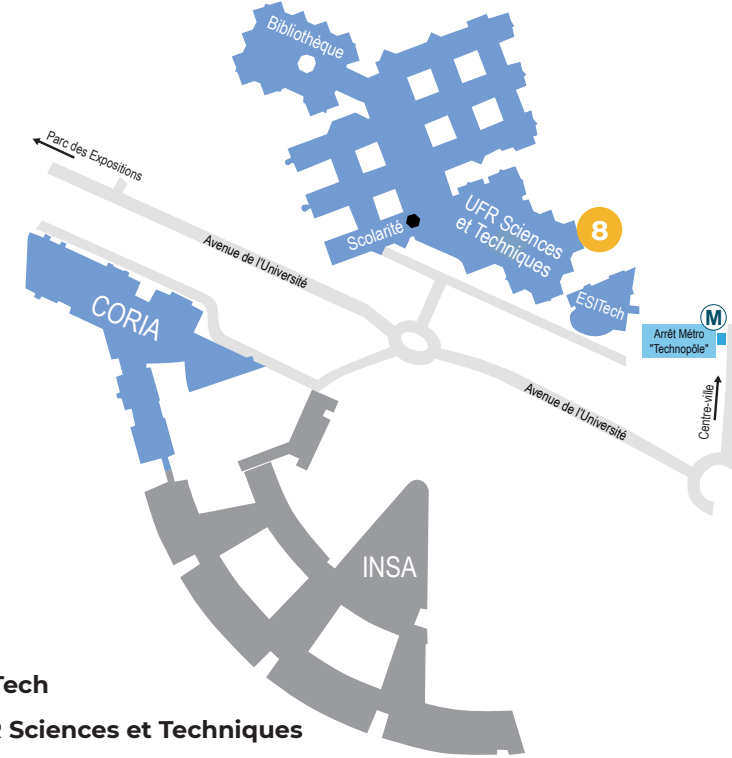 Bibliothèque
Parc des Expositions
Avenue de l'Université
Scolarité
UFR Sciences
et Techniques
8
ESITech
M
Arrêt Métro
"Technopôle"
CORIA
Avenue de l'Université
Centre-ville
INSA
Tech
Sciences et Techniques